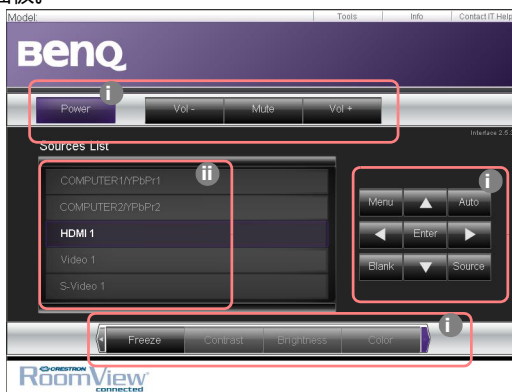 Model: Tools Info Contact IT Help
BenQ
i
Power Vol - Mute Vol +
Interface 2.5.
Sources List
ii
i
COMPUTER1/YPbPr1
COMPUTER2/YPbPr2
HDMI 1
Video 1
S-Video 1
Menu Auto
Enter
Blank Source
i
Freeze Contrast Brightness Color
CRESTRON
RoomView
connected